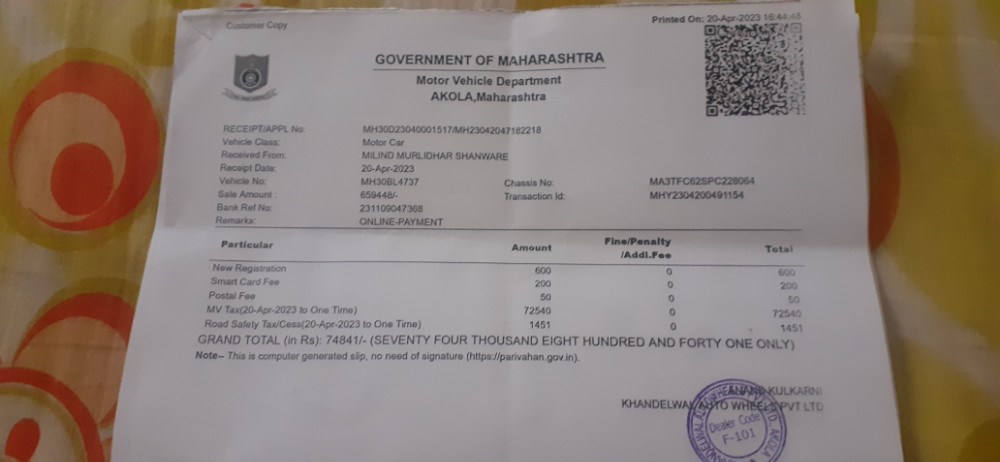 Customer Copy
Printed On: 20-Apr-2023 16:44:45
GOVERNMENT OF MAHARASHTRA
Motor Vehicle Department
AKOLA,Maharashtra
RECEIPT/APPL No: MH30D23040001517/MH23042047182218
Vehicle Class: Motor Car
Received From: MILIND MURLIDHAR SHANWARE
Receipt Date: 20-Apr-2023
Vehicle No: MH30BL4737 Chassis No: MA3TFC62SPC228064
Sale Amount : 659448/- Transaction Id: MHY2304200491154
Bank Ref No: 231109047368
Remarks: ONLINE-PAYMENT
Particular Amount Fine/Penalty /Addl.Fee Total
New Registration 600 0 600
Smart Card Fee 200 0 200
Postal Fee 50 0 50
MV Tax(20-Apr-2023 to One Time) 72540 0 72540
Road Safety Tax/Cess(20-Apr-2023 to One Time) 1451 0 1451
GRAND TOTAL (in Rs): 74841/- (SEVENTY FOUR THOUSAND EIGHT HUNDRED AND FORTY ONE ONLY)
Note-- This is computer generated slip, no need of signature (https://parivahan.gov.in).
ANAND KULKARNI
KHANDELWAL AUTO WHEELS PVT LTD
Dealer Code
F-101
AKOLA